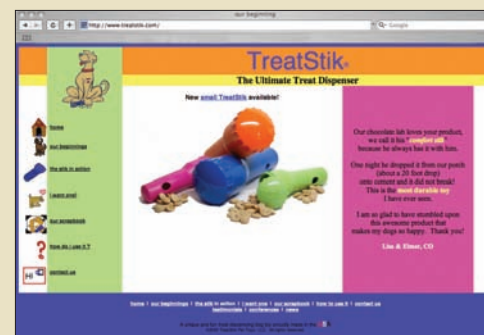 our beginning
http://www.treatstik.com/
Google
TreatStik
The Ultimate Treat Dispenser
New small TreatStik available!
home
our beginnings
the stik in action
I want one!
our scrapbook
how do i use it ?
contact us
Hi
Our chocolate lab loves your product,
we call it his "comfort stik"
because he always has it with him.
One night he dropped it from our porch
(about a 20 foot drop)
onto cement and it did not break!
This is the most durable toy
I have ever seen.
I am so glad to have stumbled upon
this awesome product that
makes my dogs so happy. Thank you!
Lisa & Elmer, CO
home | our beginnings | the stik in action | I want one | our scrapbook | how to use it | contact us
testimonials | conferences | news